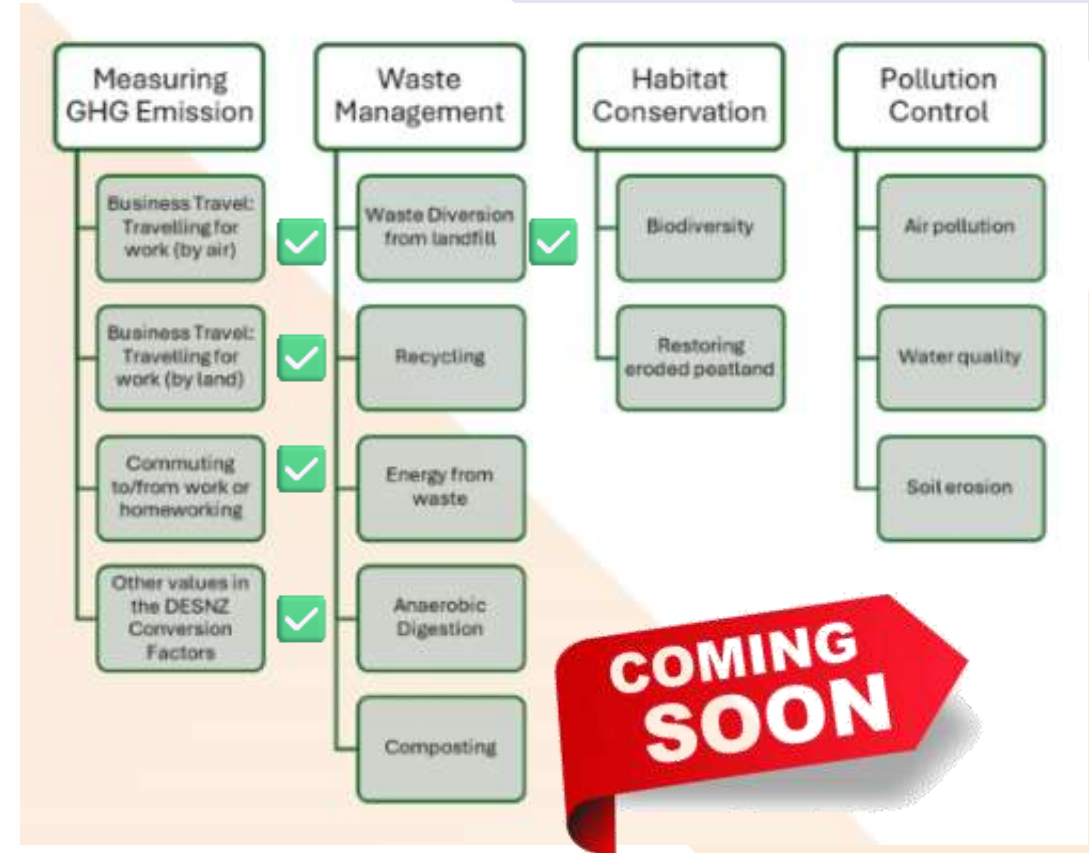 Measuring
GHG Emission
Business Travel:
Travelling for
work (by air)
Business Travel:
Travelling for
work (by land)
Commuting
to/from work or
homeworking
Other values in
the DESNZ
Conversion
Factors
Waste
Management
Waste Diversion
from landfill
Recycling
Energy from
waste
Anaerobic
Digestion
Composting
Habitat
Conservation
Biodiversity
Restoring
eroded peatland
Pollution
Control
Air pollution
Water quality
Soil erosion
COMING
SOON